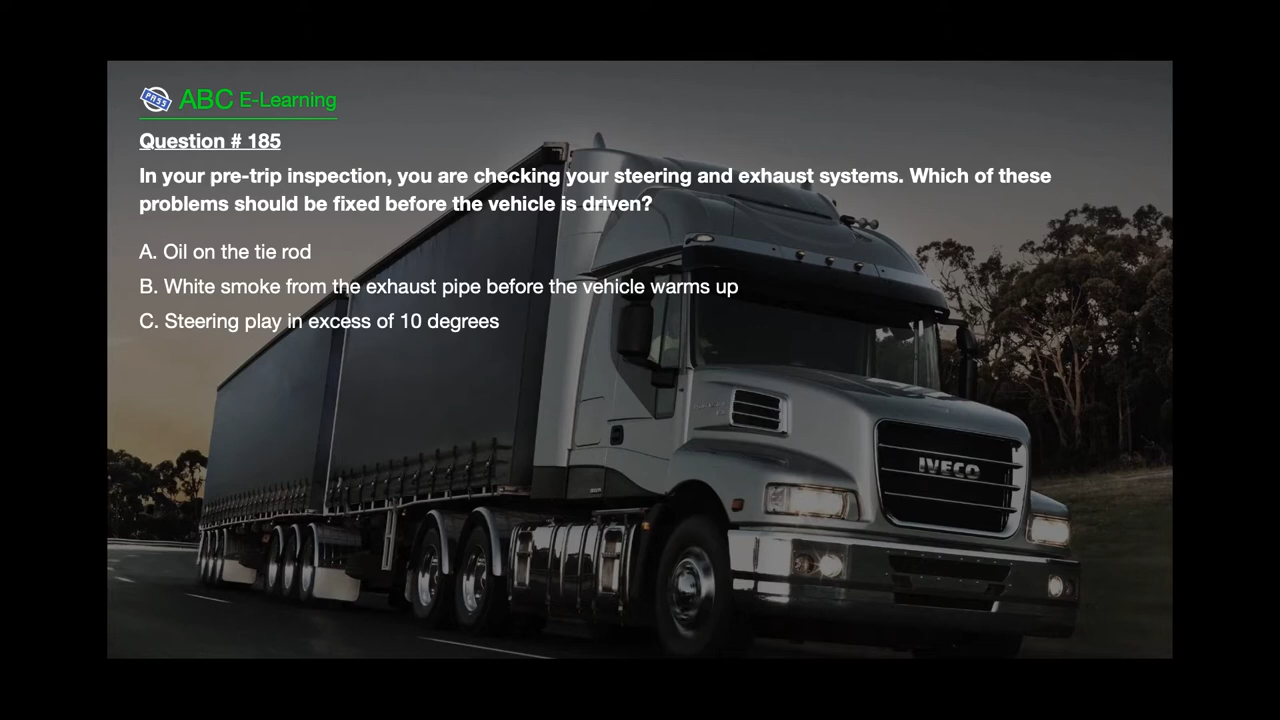 PASS ABC E-Learning
Question # 185
In your pre-trip inspection, you are checking your steering and exhaust systems. Which of these
problems should be fixed before the vehicle is driven?
A. Oil on the tie rod
B. White smoke from the exhaust pipe before the vehicle warms up
C. Steering play in excess of 10 degrees
IVECO